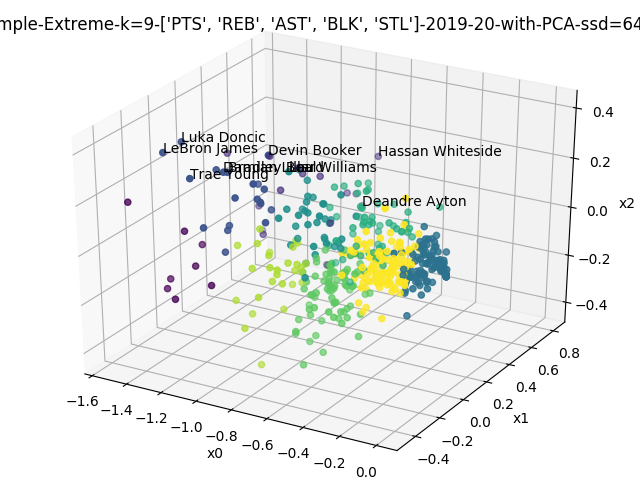 mple-Extreme-k=9-['PTS', 'REB', 'AST', 'BLK', 'STL']-2019-20-with-PCA-ssd=64
Luka Doncic
LeBron James
Devin Booker
Hassan Whiteside
Trae Young
Williams
Deandre Ayton
0.4
0.2
0.0
−0.2
−0.4
x2
−1.6
−1.4
−1.2
−1.0
−0.8
−0.6
−0.4
−0.2
0.0
x0
−0.4
−0.2
0.0
0.2
0.4
0.6
0.8
x1